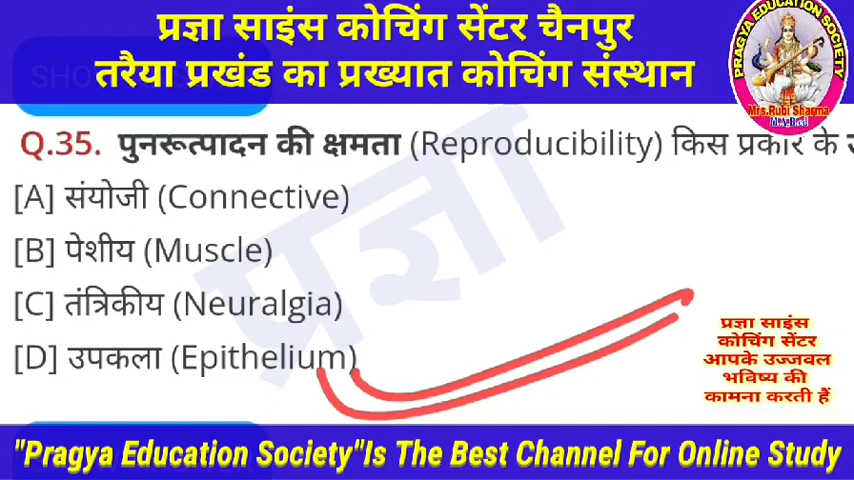 प्रज्ञा साइंस कोचिंग सेंटर चैनपुर
तरैया प्रखंड का प्रख्यात कोचिंग संस्थान
PRAGYA EDUCATION SOCIETY
Mrs.Rubi Sharma
Q.35. पुनरूत्पादन की क्षमता (Reproducibility) किस प्रकार के
[A] संयोजी (Connective)
[B] पेशीय (Muscle)
[C] तंत्रिकीय (Neuralgia)
[D] उपकला (Epithelium)
प्रज्ञा
प्रज्ञा साइंस
कोचिंग सेंटर
आपके उज्जवल
भविष्य की
कामना करती हैं
"Pragya Education Society"Is The Best Channel For Online Study